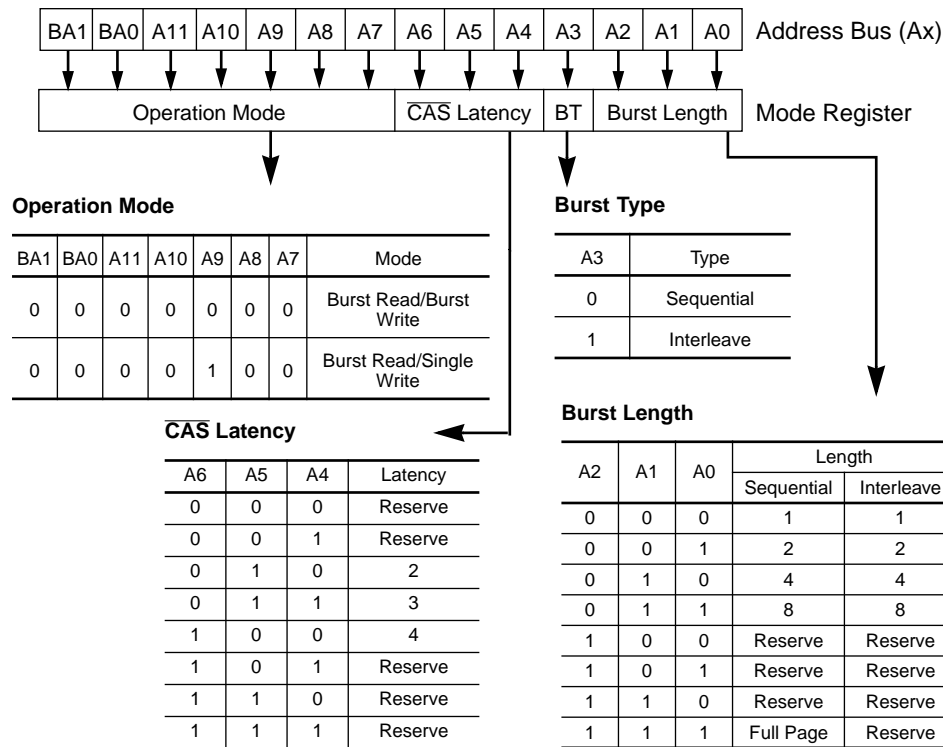 BA1 BA0 A11 A10 A9 A8 A7 A6 A5 A4 A3 A2 A1 A0 Address Bus (Ax)
Operation Mode CAS Latency BT Burst Length Mode Register
Operation Mode
BA1 BA0 A11 A10 A9 A8 A7 Mode
0 0 0 0 0 0 0 Burst Read/Burst
Write
0 0 0 0 1 0 0 Burst Read/Single
Write
Burst Type
A3 Type
0 Sequential
1 Interleave
CAS Latency
A6 A5 A4 Latency
0 0 0 Reserve
0 0 1 Reserve
0 1 0 2
0 1 1 3
1 0 0 4
1 0 1 Reserve
1 1 0 Reserve
1 1 1 Reserve
Burst Length
A2 A1 A0 Length
Sequential Interleave
0 0 0 1 1
0 0 1 2 2
0 1 0 4 4
0 1 1 8 8
1 0 0 Reserve Reserve
1 0 1 Reserve Reserve
1 1 0 Reserve Reserve
1 1 1 Full Page Reserve